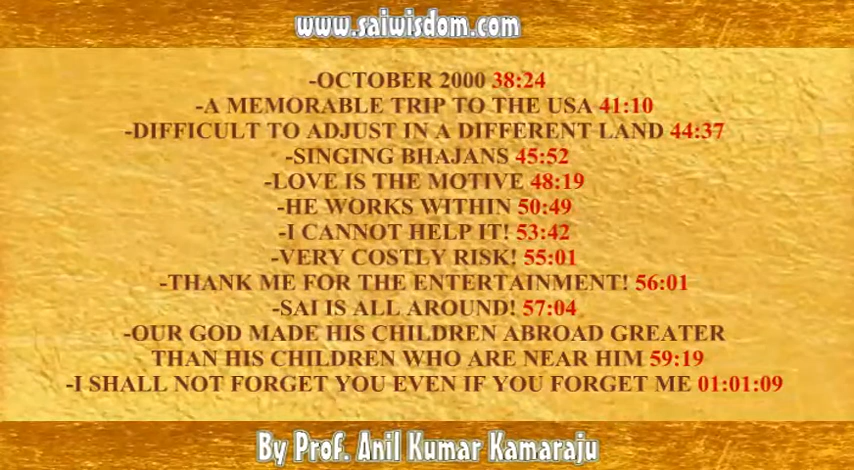 www.saiwisdom.com
-OCTOBER 2000 38:24
-A MEMORABLE TRIP TO THE USA 41:10
-DIFFICULT TO ADJUST IN A DIFFERENT LAND 44:37
-SINGING BHAJANS 45:52
-LOVE IS THE MOTIVE 48:19
-HE WORKS WITHIN 50:49
-I CANNOT HELP IT! 53:42
-VERY COSTLY RISK! 55:01
-THANK ME FOR THE ENTERTAINMENT! 56:01
-SAI IS ALL AROUND! 57:04
-OUR GOD MADE HIS CHILDREN ABROAD GREATER
THAN HIS CHILDREN WHO ARE NEAR HIM 59:19
-I SHALL NOT FORGET YOU EVEN IF YOU FORGET ME 01:01:09
By Prof. Anil Kumar Kamaraju